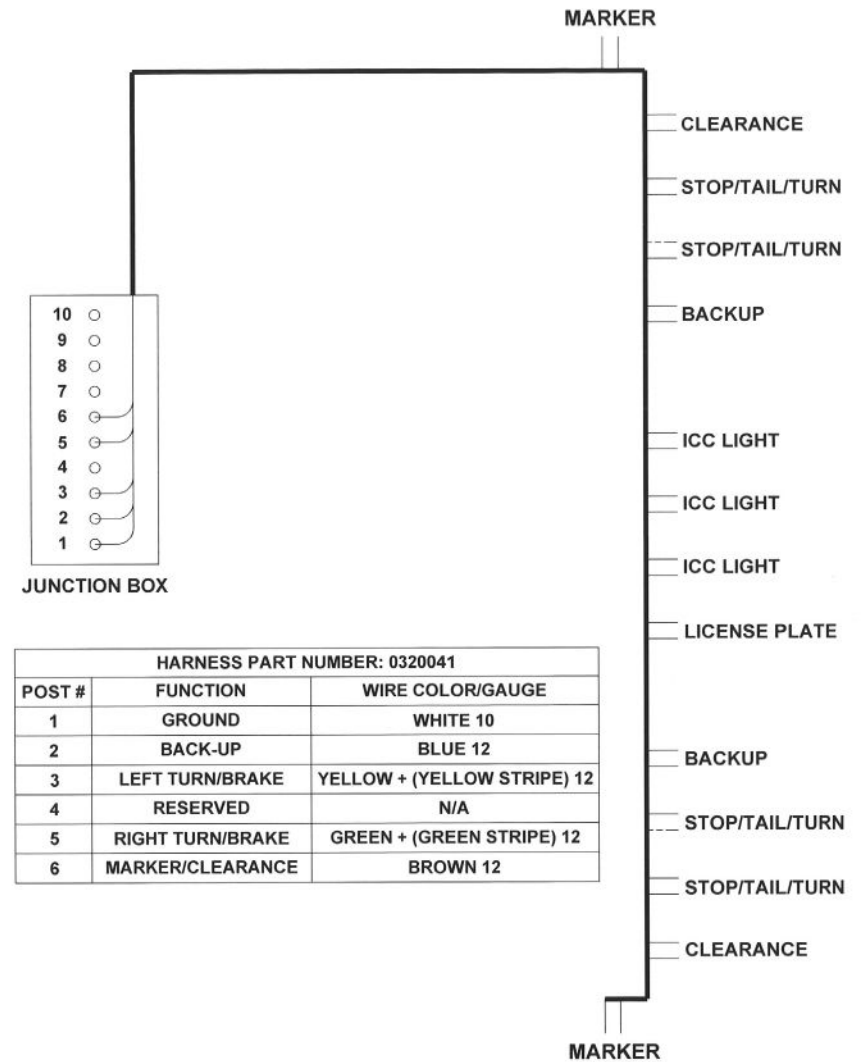 MARKER
CLEARANCE
STOP/TAIL/TURN
STOP/TAIL/TURN
BACKUP
ICC LIGHT
ICC LIGHT
ICC LIGHT
LICENSE PLATE
BACKUP
STOP/TAIL/TURN
STOP/TAIL/TURN
CLEARANCE
MARKER
10
9
8
7
6
5
4
3
2
1
JUNCTION BOX
HARNESS PART NUMBER: 0320041
POST # FUNCTION WIRE COLOR/GAUGE
1 GROUND WHITE 10
2 BACK-UP BLUE 12
3 LEFT TURN/BRAKE YELLOW + (YELLOW STRIPE) 12
4 RESERVED N/A
5 RIGHT TURN/BRAKE GREEN + (GREEN STRIPE) 12
6 MARKER/CLEARANCE BROWN 12